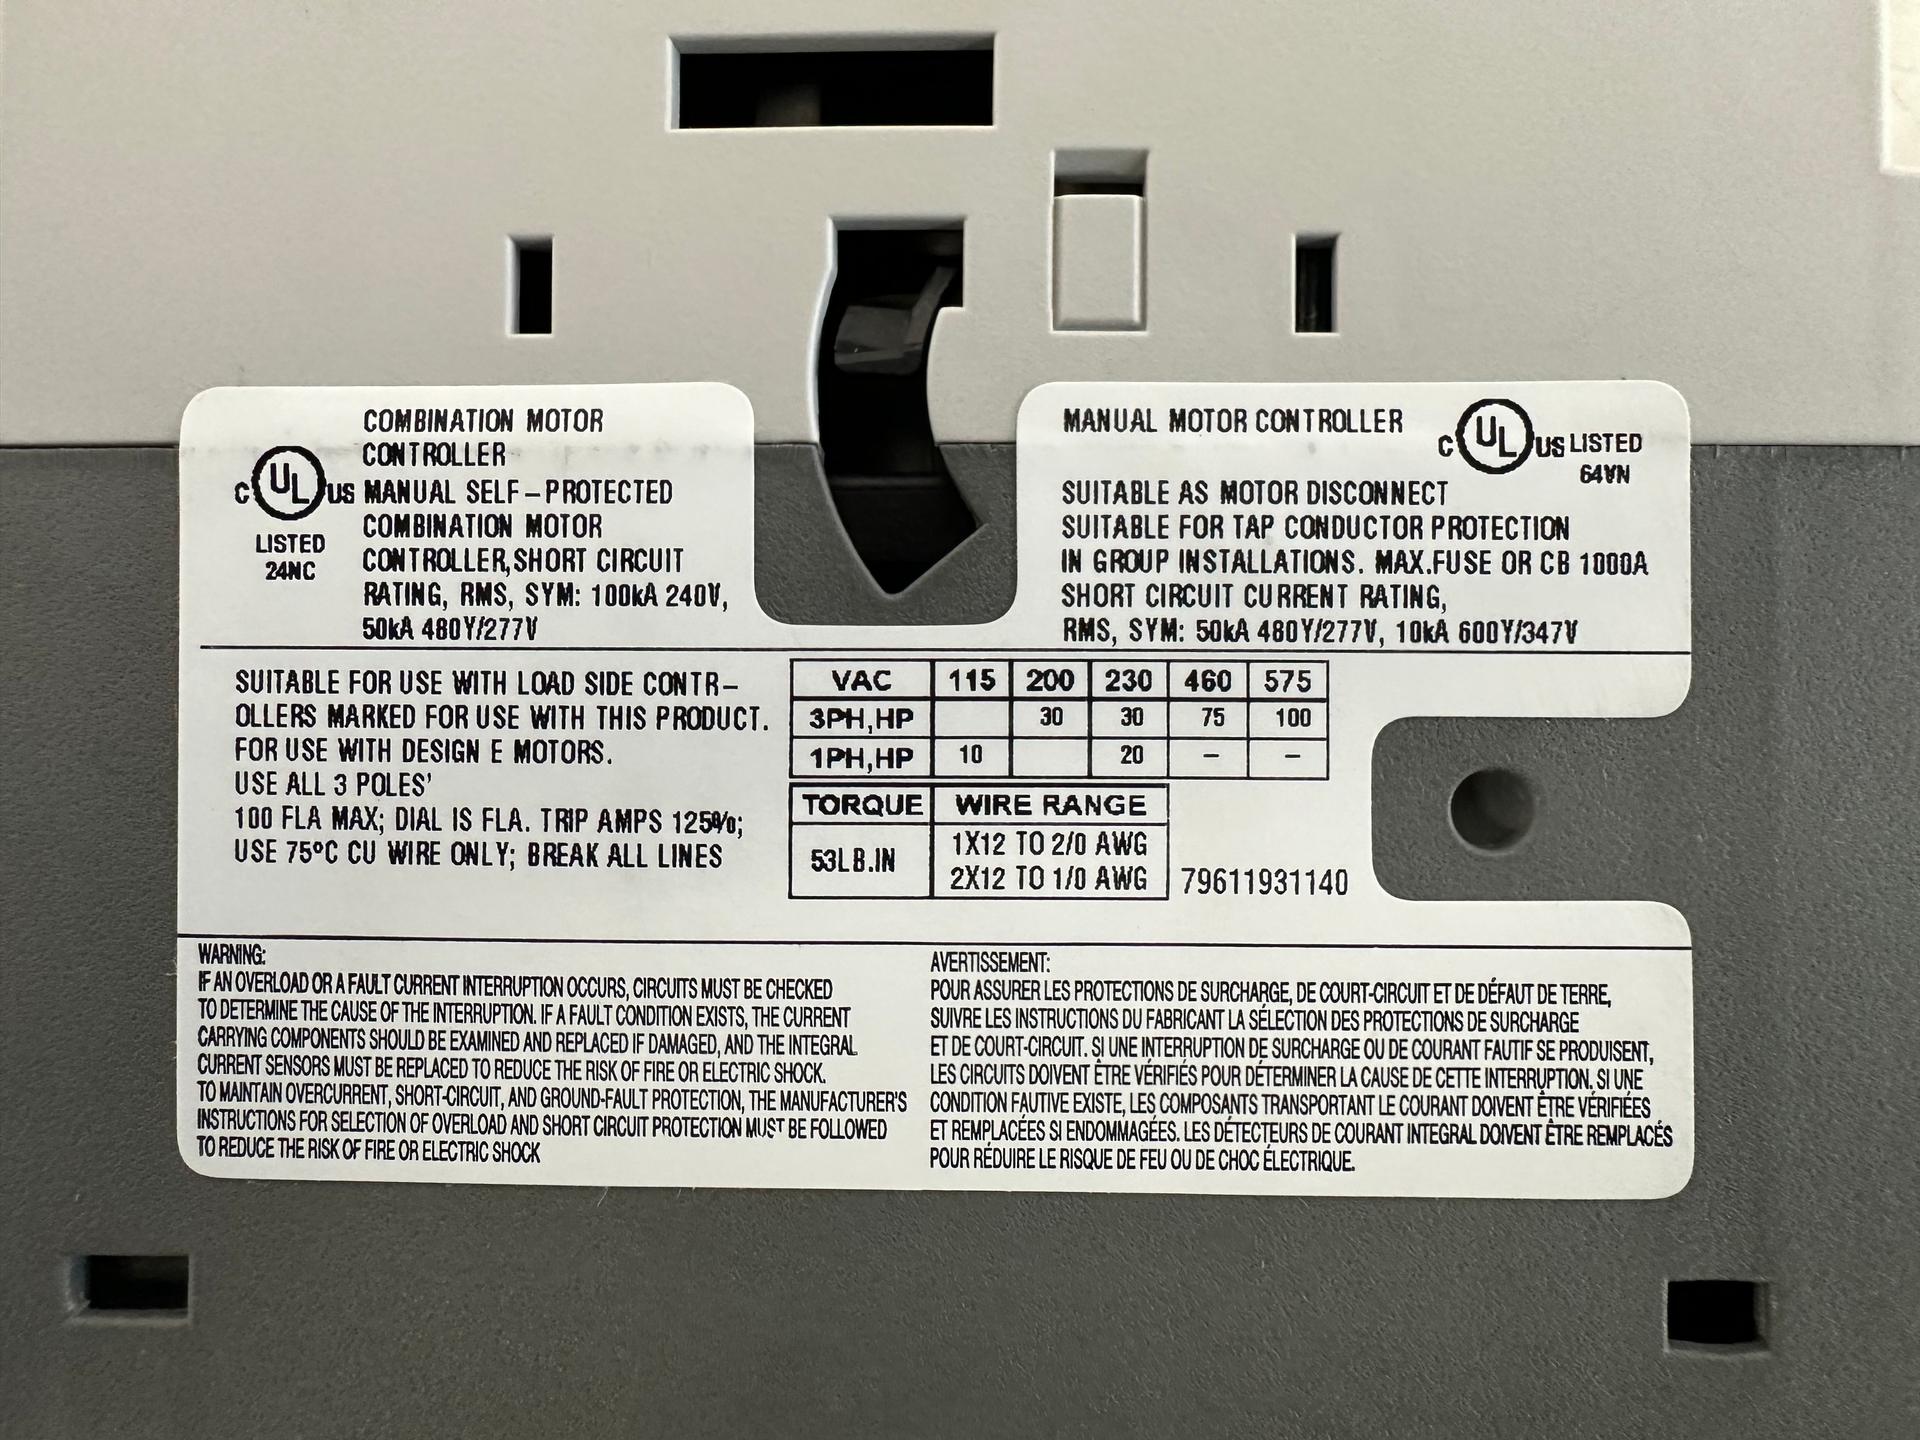 COMBINATION MOTOR
CONTROLLER
C UL US MANUAL SELF-PROTECTED
COMBINATION MOTOR
LISTED
24NC
CONTROLLER,SHORT CIRCUIT
RATING, RMS, SYM: 100kA 240V,
50kA 480Y/277V
MANUAL MOTOR CONTROLLER
C UL US LISTED
64VN
SUITABLE AS MOTOR DISCONNECT
SUITABLE FOR TAP CONDUCTOR PROTECTION
IN GROUP INSTALLATIONS. MAX.FUSE OR CB 1000A
SHORT CIRCUIT CURRENT RATING,
RMS, SYM: 50kA 480Y/277V, 10kA 600Y/347V
SUITABLE FOR USE WITH LOAD SIDE CONTR-
OLLERS MARKED FOR USE WITH THIS PRODUCT.
FOR USE WITH DESIGN E MOTORS.
USE ALL 3 POLES'
100 FLA MAX; DIAL IS FLA. TRIP AMPS 125%;
USE 75°C CU WIRE ONLY; BREAK ALL LINES
VAC 115 200 230 460 575
3PH,HP 30 30 75 100
1PH,HP 10 20 - -
TORQUE WIRE RANGE
53LB.IN 1X12 TO 2/0 AWG
2X12 TO 1/0 AWG
79611931140
WARNING:
IF AN OVERLOAD OR A FAULT CURRENT INTERRUPTION OCCURS, CIRCUITS MUST BE CHECKED
TO DETERMINE THE CAUSE OF THE INTERRUPTION. IF A FAULT CONDITION EXISTS, THE CURRENT
CARRYING COMPONENTS SHOULD BE EXAMINED AND REPLACED IF DAMAGED, AND THE INTEGRAL
CURRENT SENSORS MUST BE REPLACED TO REDUCE THE RISK OF FIRE OR ELECTRIC SHOCK.
TO MAINTAIN OVERCURRENT, SHORT-CIRCUIT, AND GROUND-FAULT PROTECTION, THE MANUFACTURER'S
INSTRUCTIONS FOR SELECTION OF OVERLOAD AND SHORT CIRCUIT PROTECTION MUST BE FOLLOWED
TO REDUCE THE RISK OF FIRE OR ELECTRIC SHOCK
AVERTISSEMENT:
POUR ASSURER LES PROTECTIONS DE SURCHARGE, DE COURT-CIRCUIT ET DE DÉFAUT DE TERRE,
SUIVRE LES INSTRUCTIONS DU FABRICANT LA SÉLECTION DES PROTECTIONS DE SURCHARGE
ET DE COURT-CIRCUIT. SI UNE INTERRUPTION DE SURCHARGE OU DE COURANT FAUTIF SE PRODUISENT,
LES CIRCUITS DOIVENT ÊTRE VÉRIFIÉS POUR DÉTERMINER LA CAUSE DE CETTE INTERRUPTION. SI UNE
CONDITION FAUTIVE EXISTE, LES COMPOSANTS TRANSPORTANT LE COURANT DOIVENT ÊTRE VÉRIFIÉES
ET REMPLACÉES SI ENDOMMAGÉES. LES DÉTECTEURS DE COURANT INTEGRAL DOIVENT ÊTRE REMPLACÉS
POUR RÉDUIRE LE RISQUE DE FEU OU DE CHOC ÉLECTRIQUE.